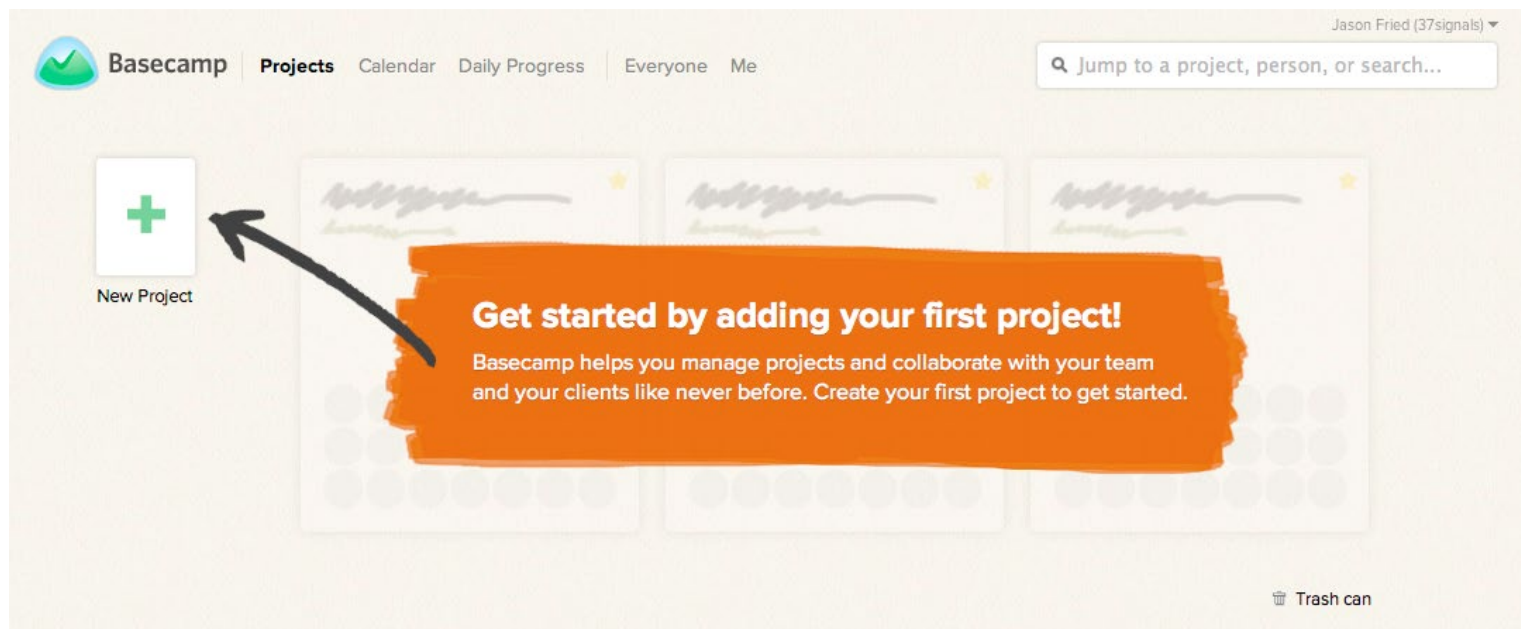 Jason Fried (37signals)
Basecamp Projects Calendar Daily Progress Everyone Me
Jump to a project, person, or search...
New Project
Get started by adding your first project!
Basecamp helps you manage projects and collaborate with your team
and your clients like never before. Create your first project to get started.
Trash can